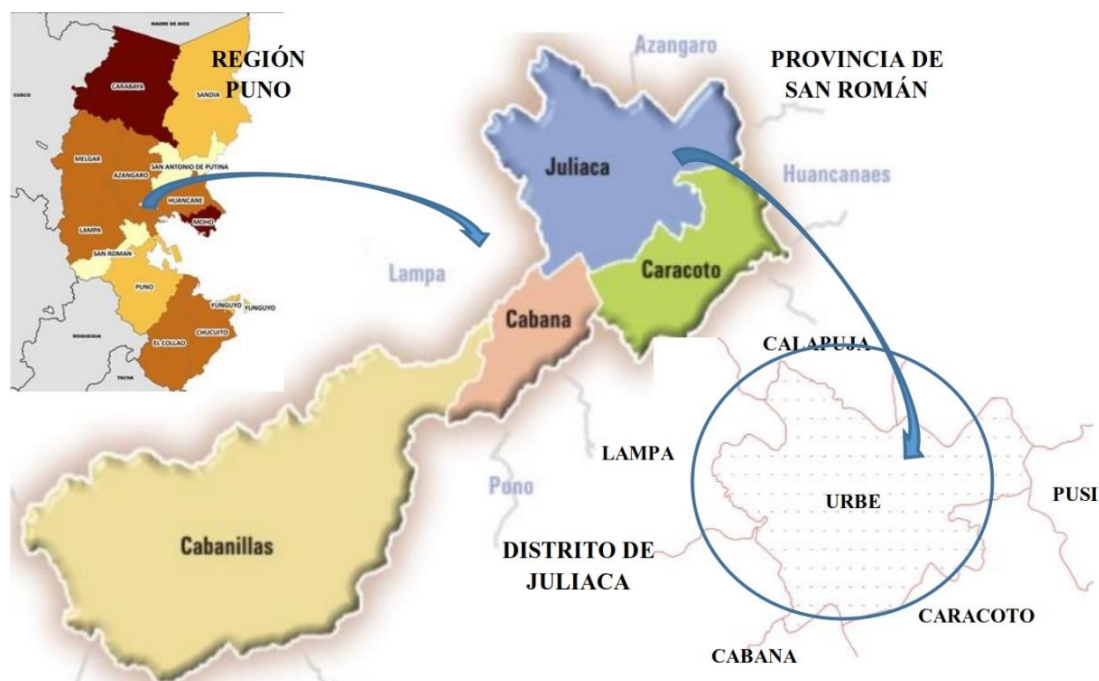 MADRE DE DIOS
REGIÓN
PUNO
CUSCO
CARABAYA
SANDIA
MELGAR
AZANGARO
SAN ANTONIO DE PUTINA
HUANCANE
MOHO
LAMPA
SAN ROMAN
PUNO
YUNGUYO
YUNGUYO
CHUCUITO
EL COLLAO
MOQUEGUA
TACNA
Azangaro
PROVINCIA DE
SAN ROMÁN
Juliaca
Huancanaes
Lampa
Caracoto
Cabana
Puno
Cabanillas
CALAPUJA
LAMPA
URBE
PUSI
DISTRITO DE
JULIACA
CARACOTO
CABANA